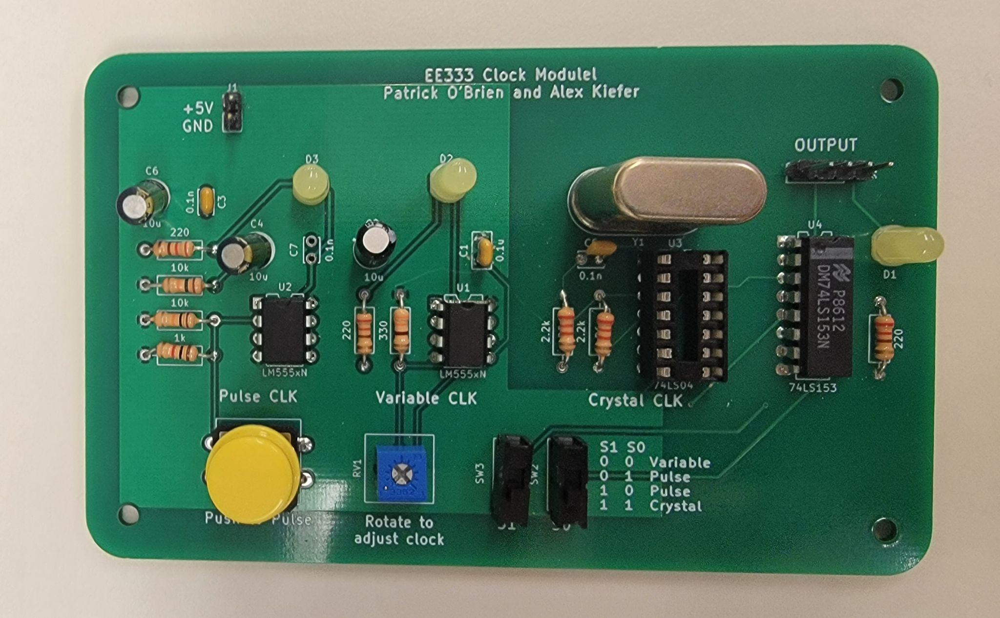 EE333 Clock Modulel
Patrick O'Brien and Alex Kiefer
J1
+5V
GND
OUTPUT
D3
D2
C6
10u
0.1n
C3
220
C4
10u
C7
0.1n
10u
C1
0.1u
Y1
U3
0.1n
U4
D1
10k
10k
1k
U2
LM555xN
220
330
U1
LM555xN
2.2k
2.2k
74LS04
P8612
DM74LS153N
74LS153
220
Pulse CLK
Variable CLK
Crystal CLK
RV1
3362
SW3
SW2
S1 S0
0 0 Variable
0 1 Pulse
1 0 Pulse
1 1 Crystal
Pulse
Rotate to
adjust clock
S1
S0